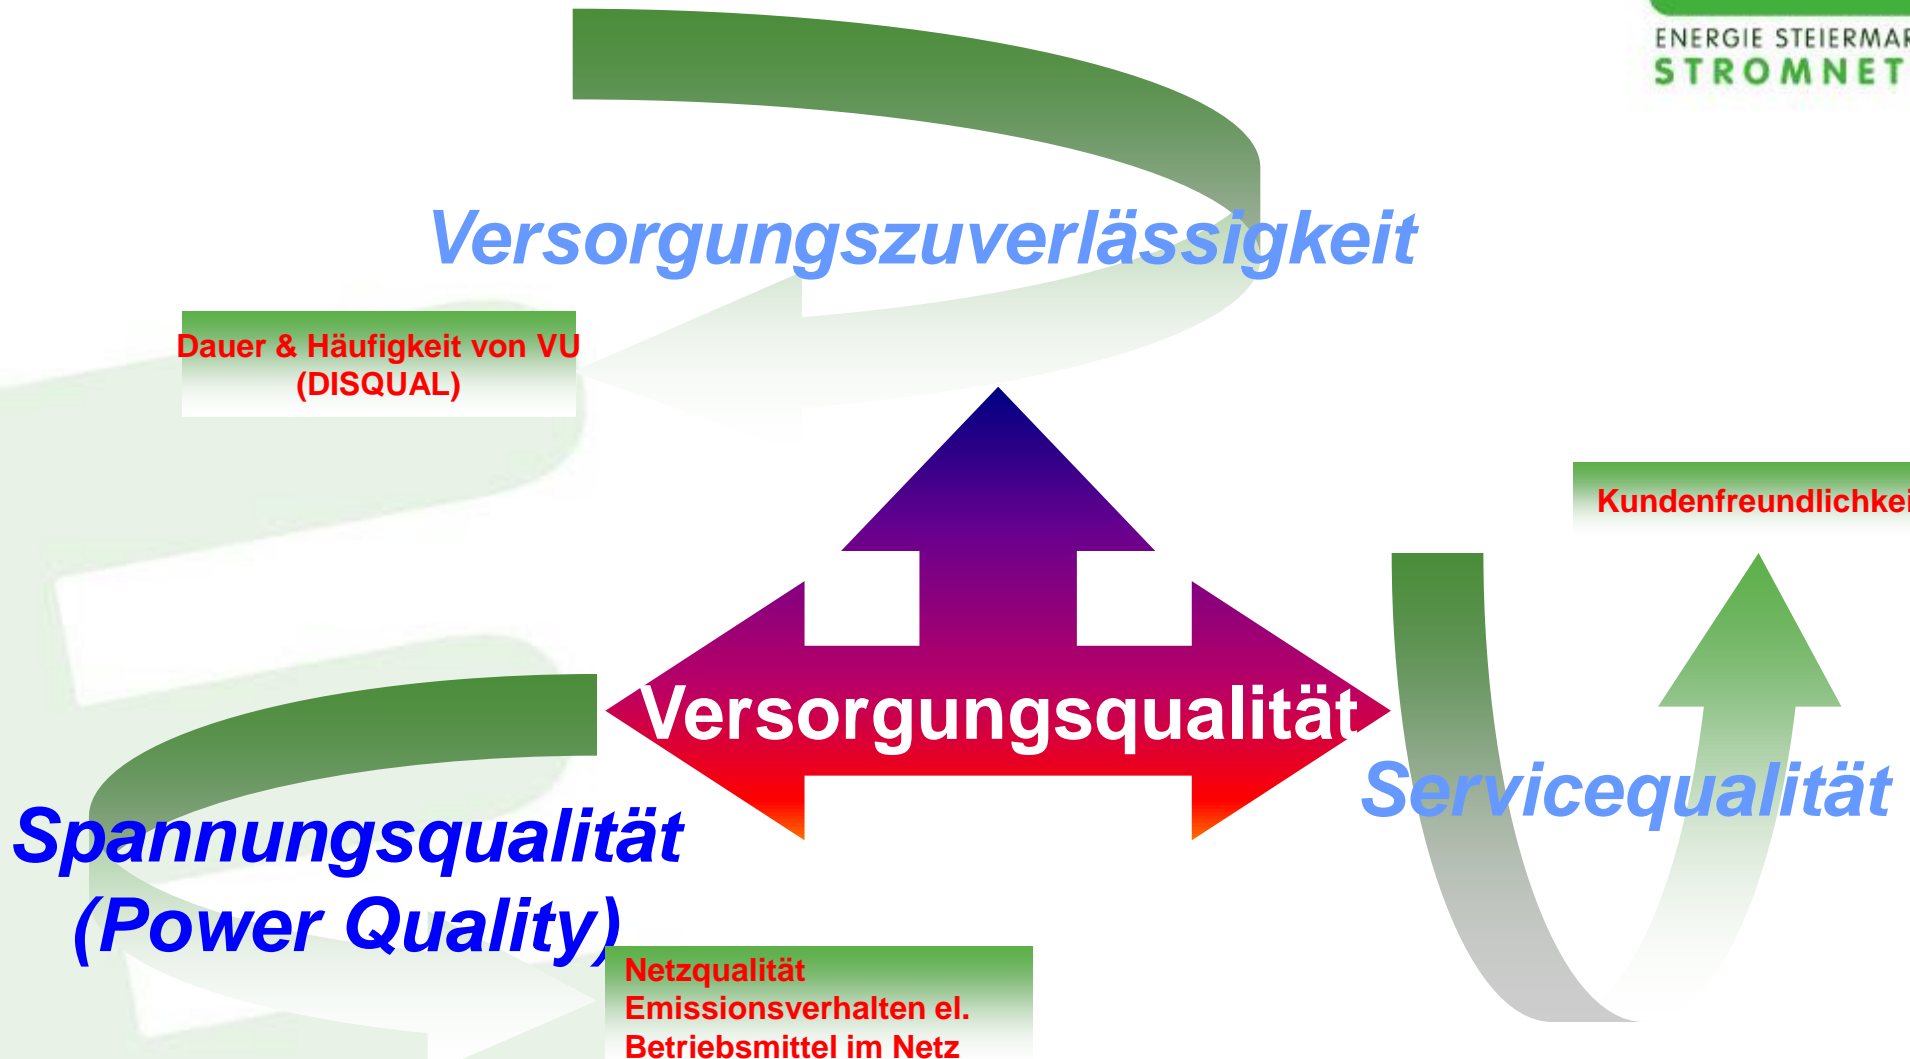 ENERGIE STEIERMAR
STROMNET
Versorgungszuverlässigkeit
Dauer & Häufigkeit von VU
(DISQUAL)
Kundenfreundlichkei
Versorgungsqualität
Servicequalität
Spannungsqualität
(Power Quality)
Netzqualität
Emissionsverhalten el.
Betriebsmittel im Netz